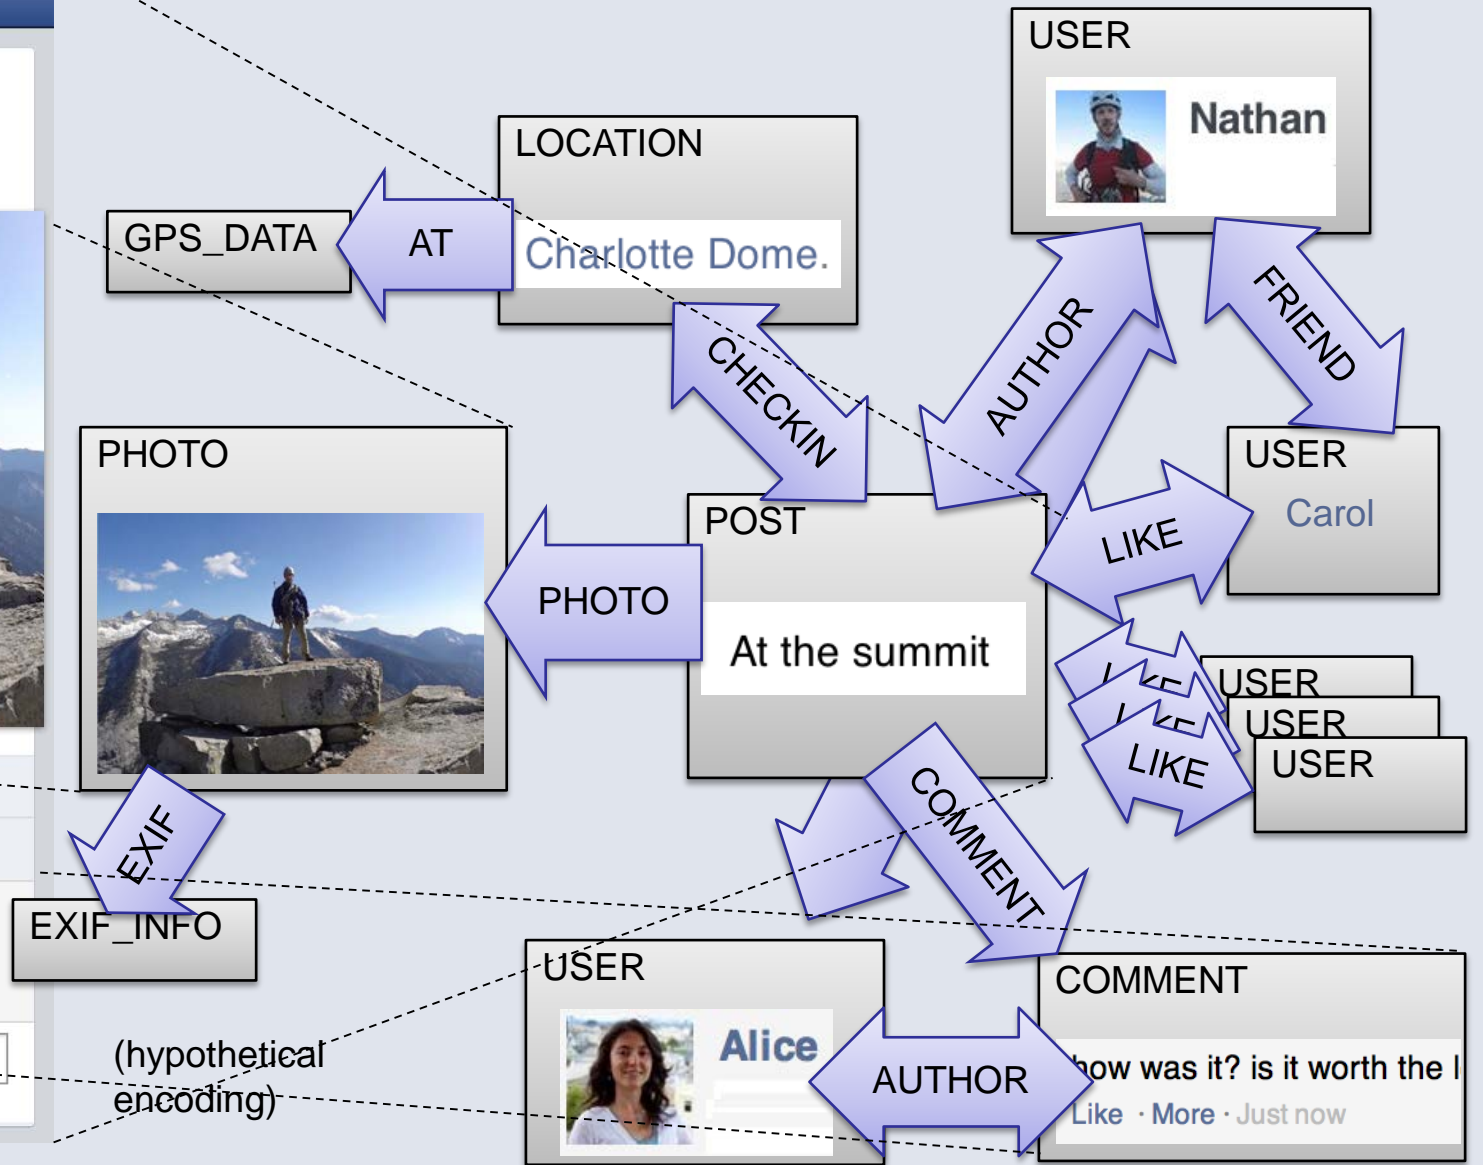 USER
Nathan
LOCATION
GPS_DATA
AT
Charlotte Dome.
FRIEND
AUTHOR
CHECKIN
PHOTO
USER
Carol
POST
LIKE
PHOTO
At the summit
LIKE
USER
LIKE
USER
LIKE
USER
COMMENT
EXIF
EXIF_INFO
USER
COMMENT
Alice
AUTHOR
how was it? is it worth the
Like · More · Just now
(hypothetical
encoding)